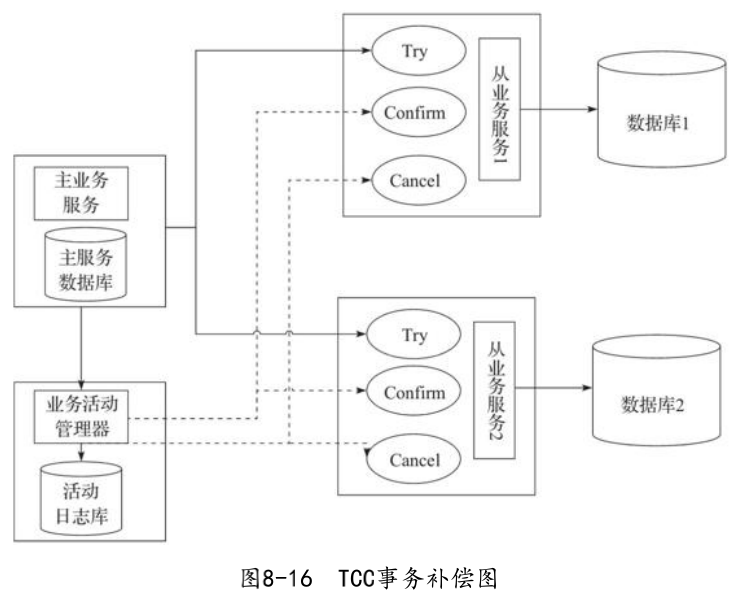 Try
Confirm
Cancel
从业务服务1
数据库1
主业务
服务
主服务
数据库
Try
Confirm
Cancel
从业务服务2
数据库2
业务活动
管理器
活动
日志库
图8-16 TCC事务补偿图